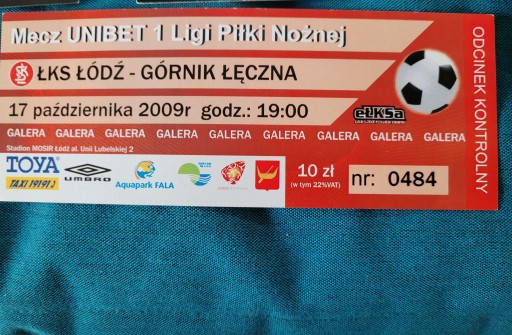 Mecz UNIBET 1 Ligi Piłki Nożnej
ŁKS ŁÓDŹ - GÓRNIK ŁĘCZNA
17 października 2009r godz.: 19:00
eŁKSa
GALERA GALERA GALERA GALERA GALERA GALERA GALERA GALERA GALERA
Stadion MOSiR Łódź al. Unii Lubelskiej 2
TOYA
TAXI 19191
UMBRO
Aquapark FALA
10 zł
(w tym 22%VAT)
nr: 0484
ODCINEK KONTROLNY